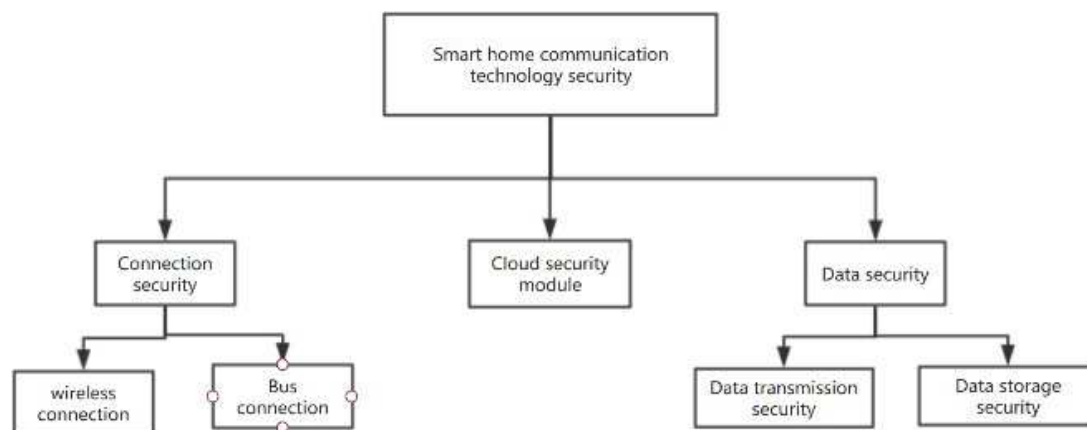 Smart home communication
technology security
Connection
security
Cloud security
module
Data security
wireless
connection
Bus
connection
Data transmission
security
Data storage
security